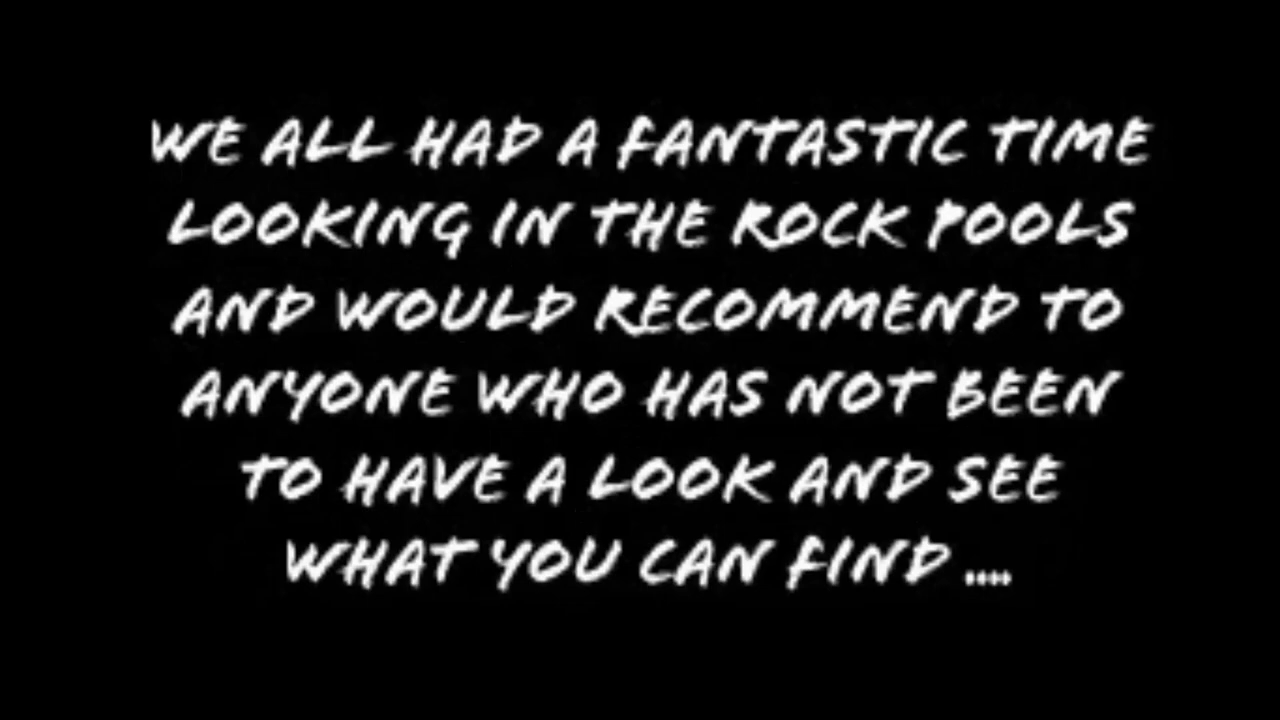 WE ALL HAD A FANTASTIC TIME
LOOKING IN THE ROCK POOLS
AND WOULD RECOMMEND TO
ANYONE WHO HAS NOT BEEN
TO HAVE A LOOK AND SEE
WHAT YOU CAN FIND ....